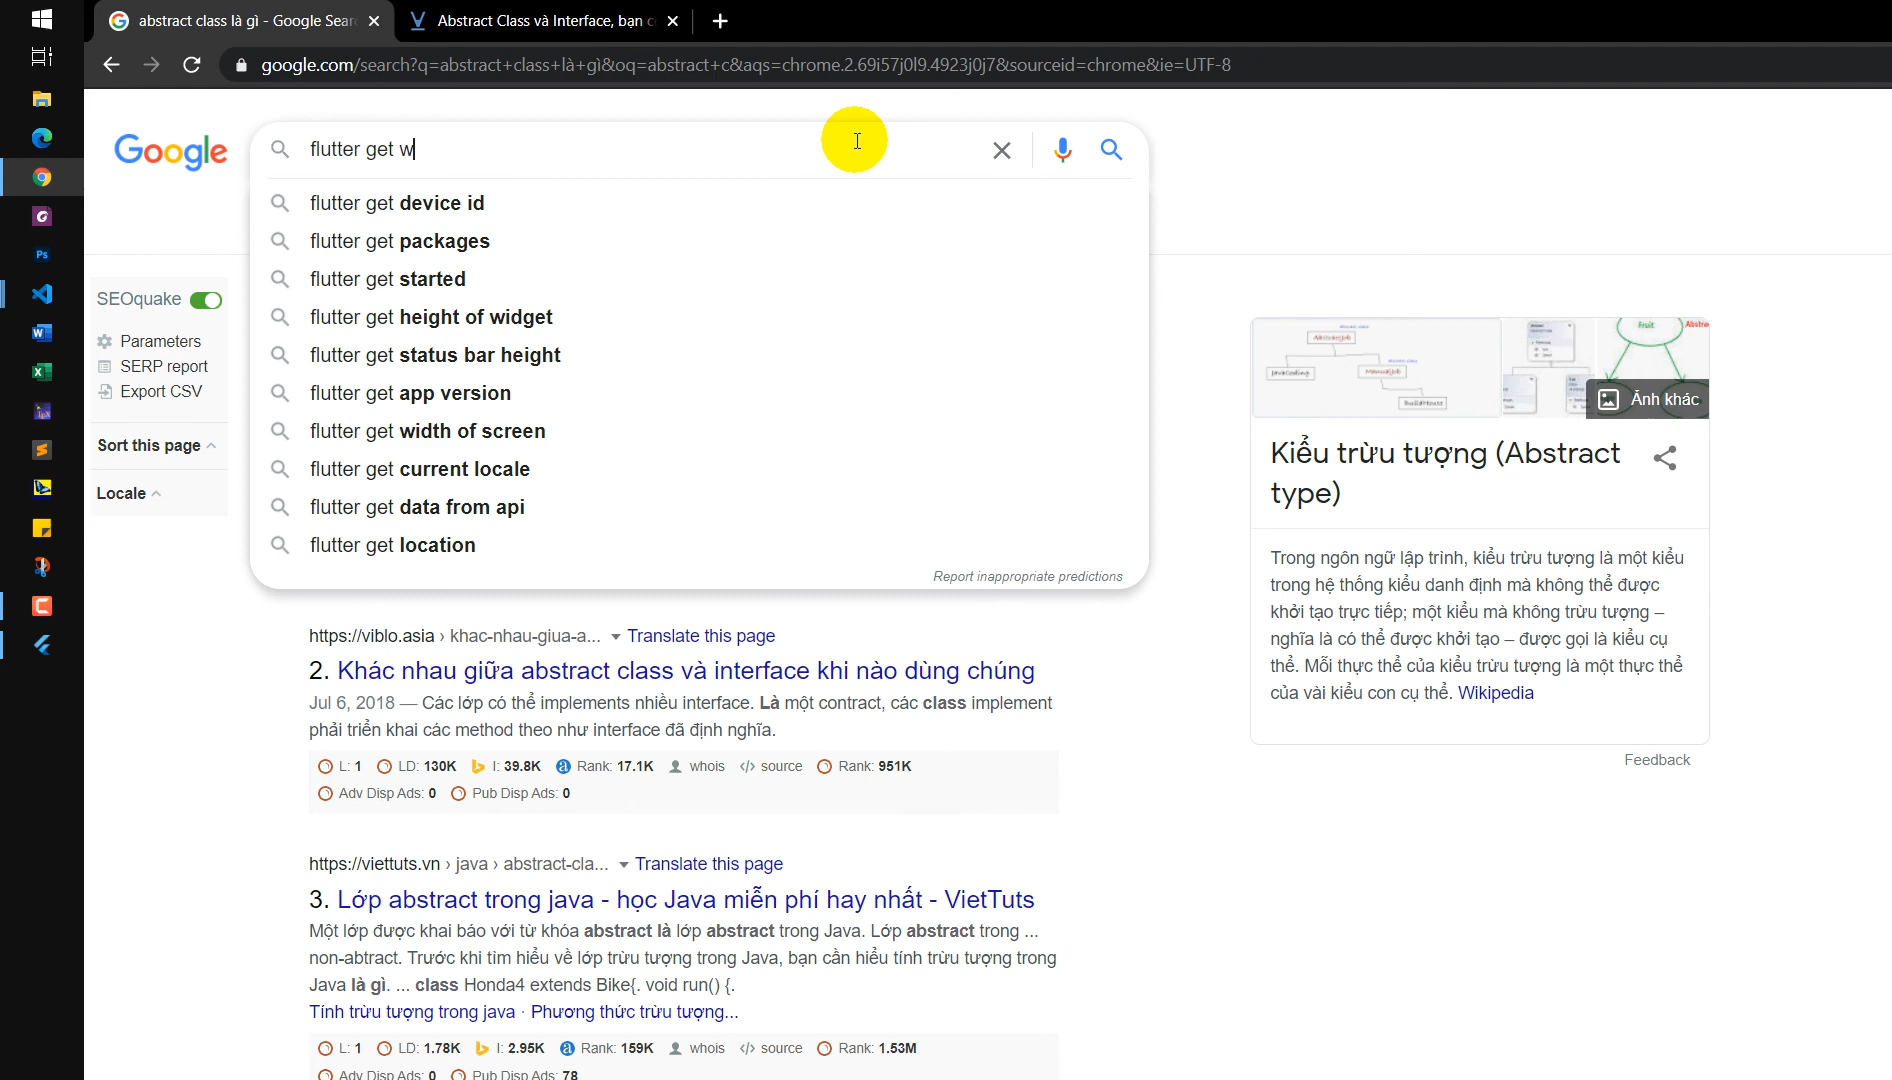 abstract class là gì - Google Sear
Abstract Class và Interface, bạn c
google.com/search?q=abstract+class+là+gì&oq=abstract+c&aqs=chrome.2.69i57j0l9.4923j0j7&sourceid=chrome&ie=UTF-8
Google
flutter get w
flutter get device id
flutter get packages
flutter get started
flutter get height of widget
flutter get status bar height
flutter get app version
flutter get width of screen
flutter get current locale
flutter get data from api
flutter get location
Report inappropriate predictions
SEOquake
Parameters
SERP report
Export CSV
Sort this page
Locale
https://viblo.asia › khac-nhau-giua-a... Translate this page
2. Khác nhau giữa abstract class và interface khi nào dùng chúng
Jul 6, 2018 — Các lớp có thể implements nhiều interface. Là một contract, các class implement
phải triển khai các method theo như interface đã định nghĩa.
L: 1 LD: 130K I: 39.8K Rank: 17.1K whois source Rank: 951K
Adv Disp Ads: 0 Pub Disp Ads: 0
https://viettuts.vn › java › abstract-cla... Translate this page
3. Lớp abstract trong java - học Java miễn phí hay nhất - VietTuts
Một lớp được khai báo với từ khóa abstract là lớp abstract trong Java. Lớp abstract trong ...
non-abtract. Trước khi tìm hiểu về lớp trừu tượng trong Java, bạn cần hiểu tính trừu tượng trong
Java là gì. ... class Honda4 extends Bike{. void run() {.
Tính trừu tượng trong java · Phương thức trừu tượng...
L: 1 LD: 1.78K I: 2.95K Rank: 159K whois source Rank: 1.53M
Adv Disp Ads: 0 Pub Disp Ads: 78
Fruit
Abstra
AbstractJob
JavaCoding
ManualJob
BuildHouse
Ảnh khác
Kiểu trừu tượng (Abstract
type)
Trong ngôn ngữ lập trình, kiểu trừu tượng là một kiểu
trong hệ thống kiểu danh định mà không thể được
khởi tạo trực tiếp; một kiểu mà không trừu tượng –
nghĩa là có thể được khởi tạo – được gọi là kiểu cụ
thể. Mỗi thực thể của kiểu trừu tượng là một thực thể
của vài kiểu con cụ thể. Wikipedia
Feedback